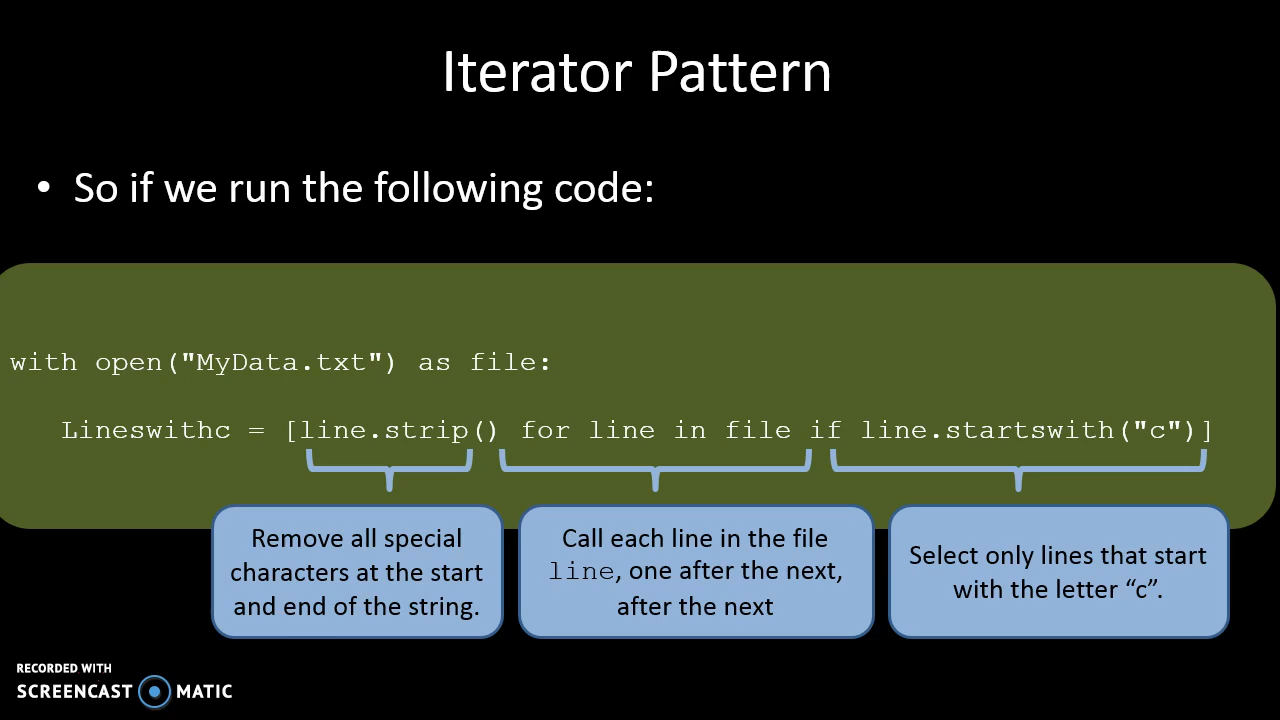 Iterator Pattern
• So if we run the following code:
with open("MyData.txt") as file:
Lineswithc = [line.strip() for line in file if line.startswith("c")]
Remove all special
characters at the start
and end of the string.
Call each line in the file
line, one after the next,
after the next
Select only lines that start
with the letter “c”.
RECORDED WITH
SCREENCAST MATIC